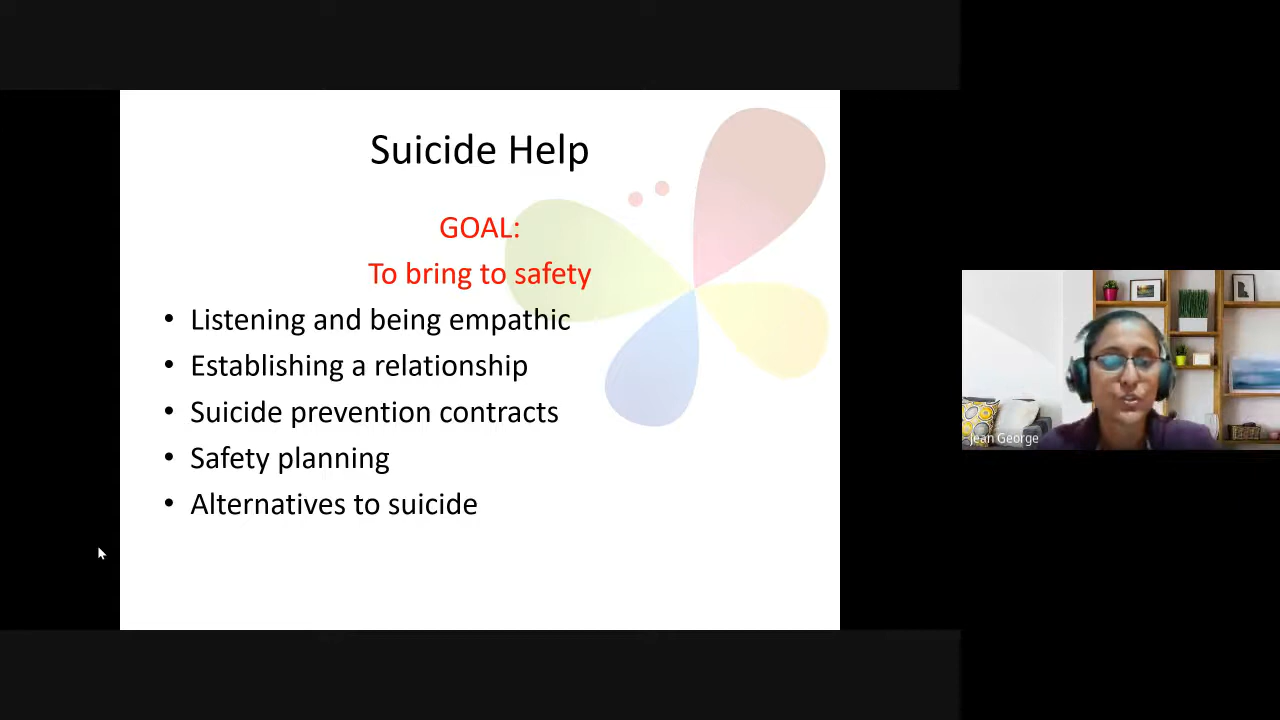 Suicide Help
GOAL:
To bring to safety
• Listening and being empathic
• Establishing a relationship
• Suicide prevention contracts
• Safety planning
• Alternatives to suicide
Jean George